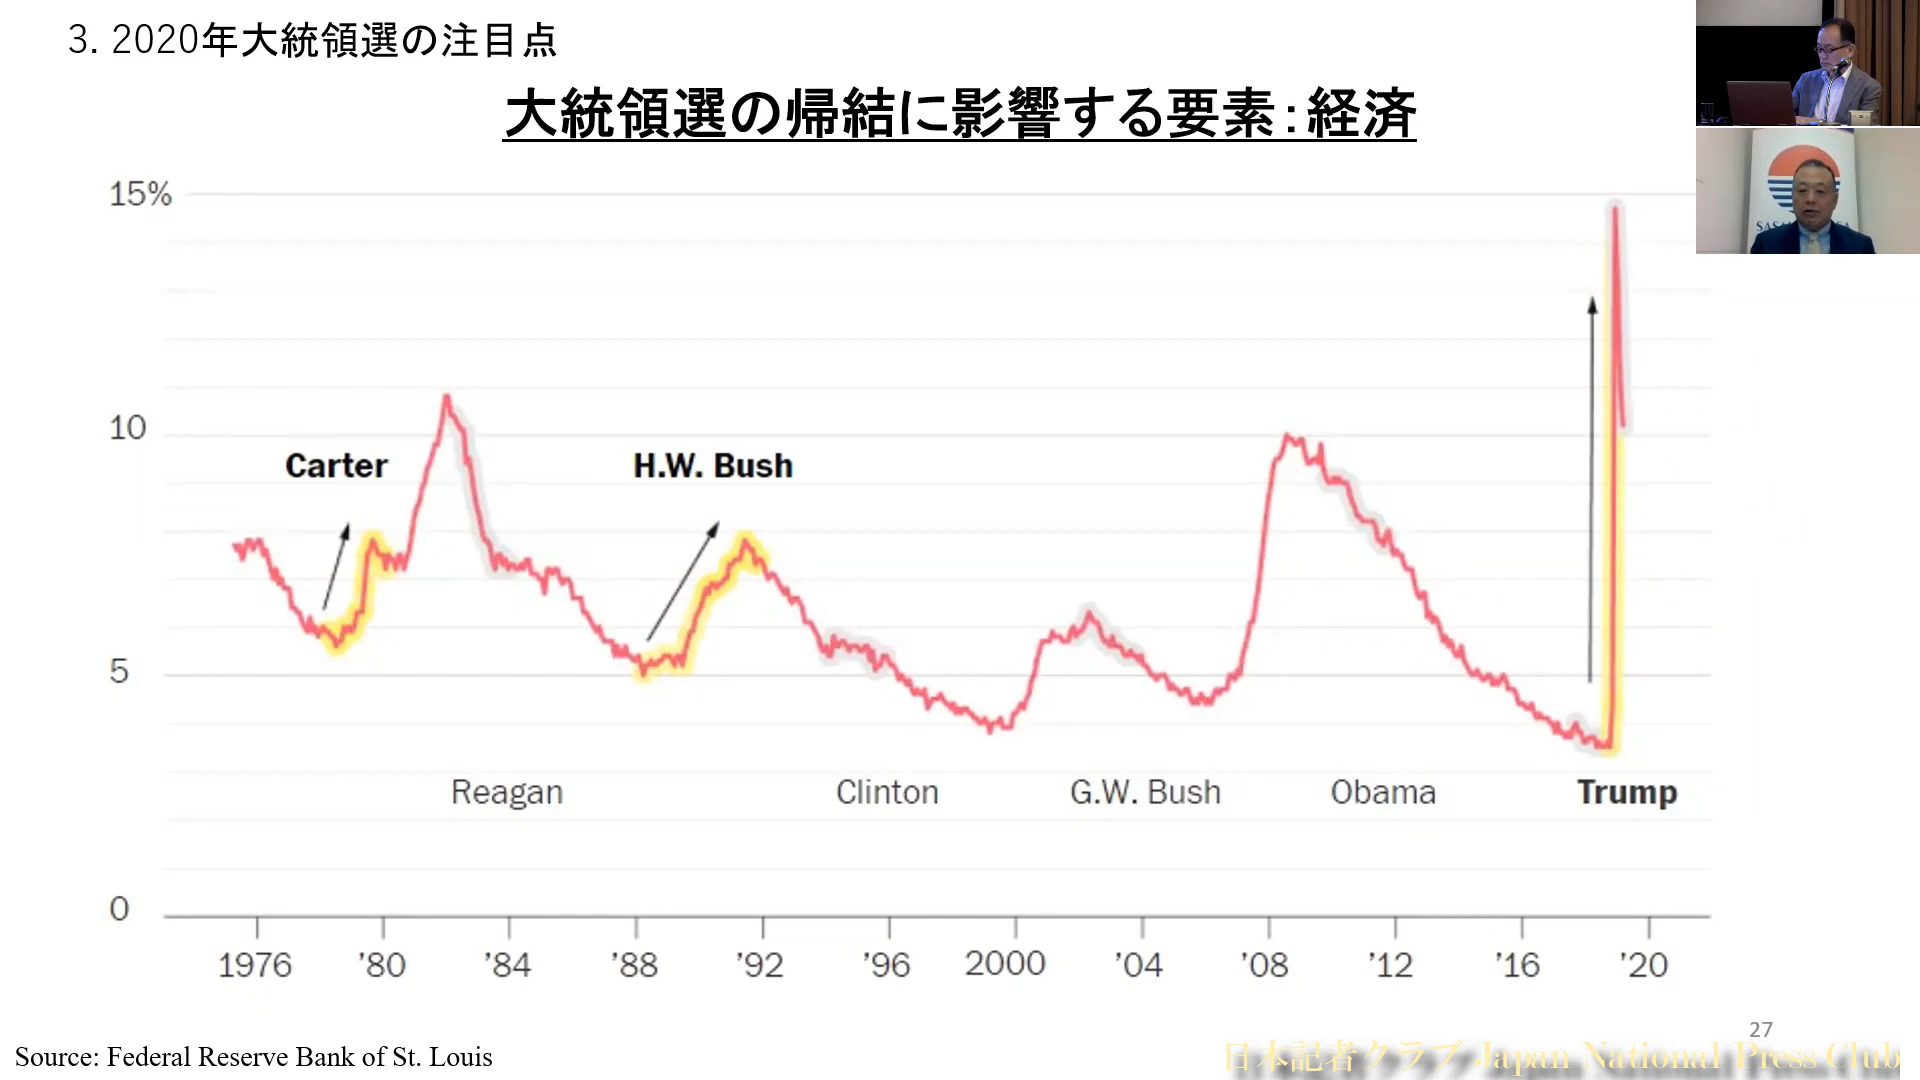 3. 2020年大統領選の注目点
大統領選の帰結に影響する要素：経済
15%
10
5
0
Carter
H.W. Bush
Reagan
Clinton
G.W. Bush
Obama
Trump
1976 ’80 ’84 ’88 ’92 ’96 2000 ’04 ’08 ’12 ’16 ’20
27
Source: Federal Reserve Bank of St. Louis
日本記者クラブ Japan National Press Club